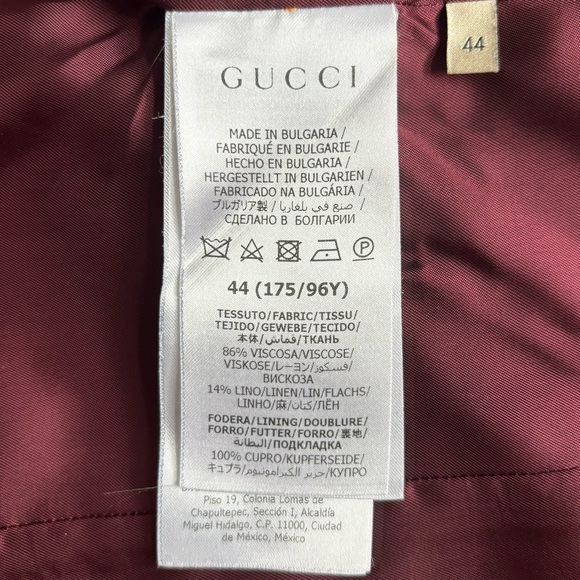 44
GUCCI
MADE IN BULGARIA /
FABRIQUÉ EN BULGARIE /
HECHO EN BULGARIA /
HERGESTELLT IN BULGARIEN /
FABRICADO NA BULGÁRIA /
ブルガリア製 / صنع في بلغاريا /
СДЕЛАНО В БОЛГАРИИ
P
44 (175/96Y)
TESSUTO/FABRIC/TISSU/
TEJIDO/GEWEBE/TECIDO/
本体/قماش/ТКАНЬ
86% VISCOSA/VISCOSE/
VISKOSE/レーヨン/فسكوز/
ВИСКОЗА
14% LINO/LINEN/LIN/FLACHS/
LINHO/麻/كتان/ЛЁН
FODERA/LINING/DOUBLURE/
FORRO/FUTTER/FORRO/裏地/
البطانة/ПОДКЛАДКА
100% CUPRO/KUPFERSEIDE/
キュプラ/حرير الكبرامونيوم/КУПРО
Piso 19, Colonia Lomas de
Chapultepec, Sección I, Alcaldía
Miguel Hidalgo, C.P. 11000, Ciudad
de México, México